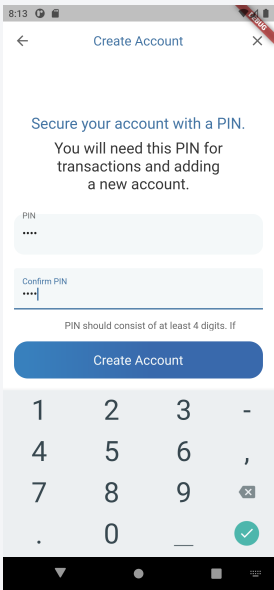 8:13
DEBUG
Create Account
Secure your account with a PIN.
You will need this PIN for
transactions and adding
a new account.
PIN
••••
Confirm PIN
••••
PIN should consist of at least 4 digits. If
Create Account
1 2 3 -
4 5 6 ,
7 8 9
. 0 _